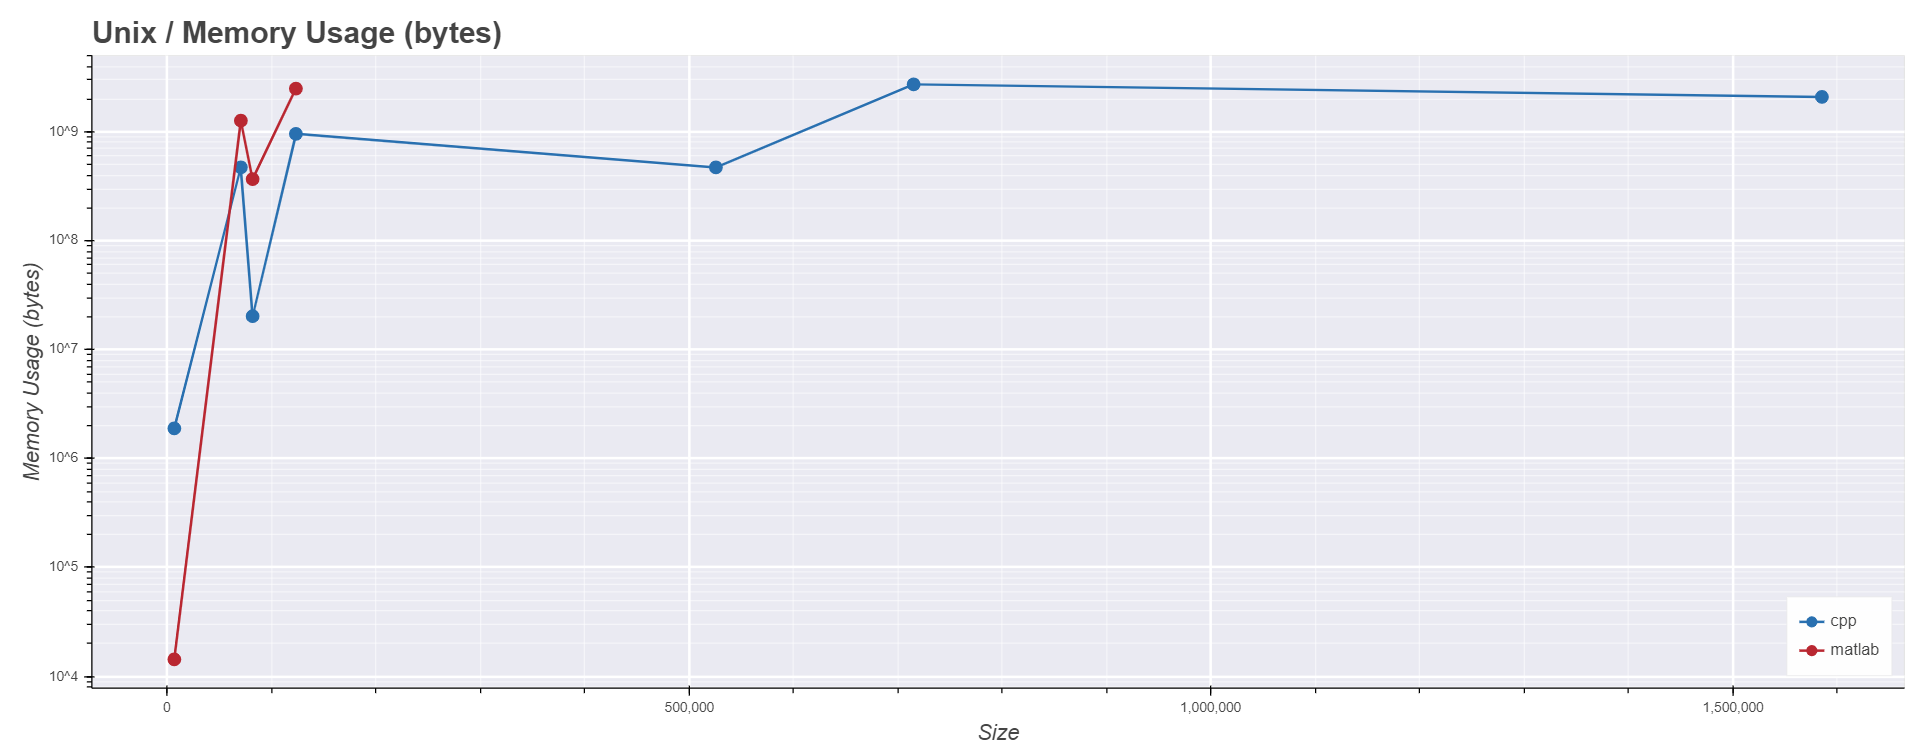 Unix / Memory Usage (bytes)
Memory Usage (bytes)
10^9
10^8
10^7
10^6
10^5
10^4
0
500,000
1,000,000
1,500,000
Size
cpp
matlab